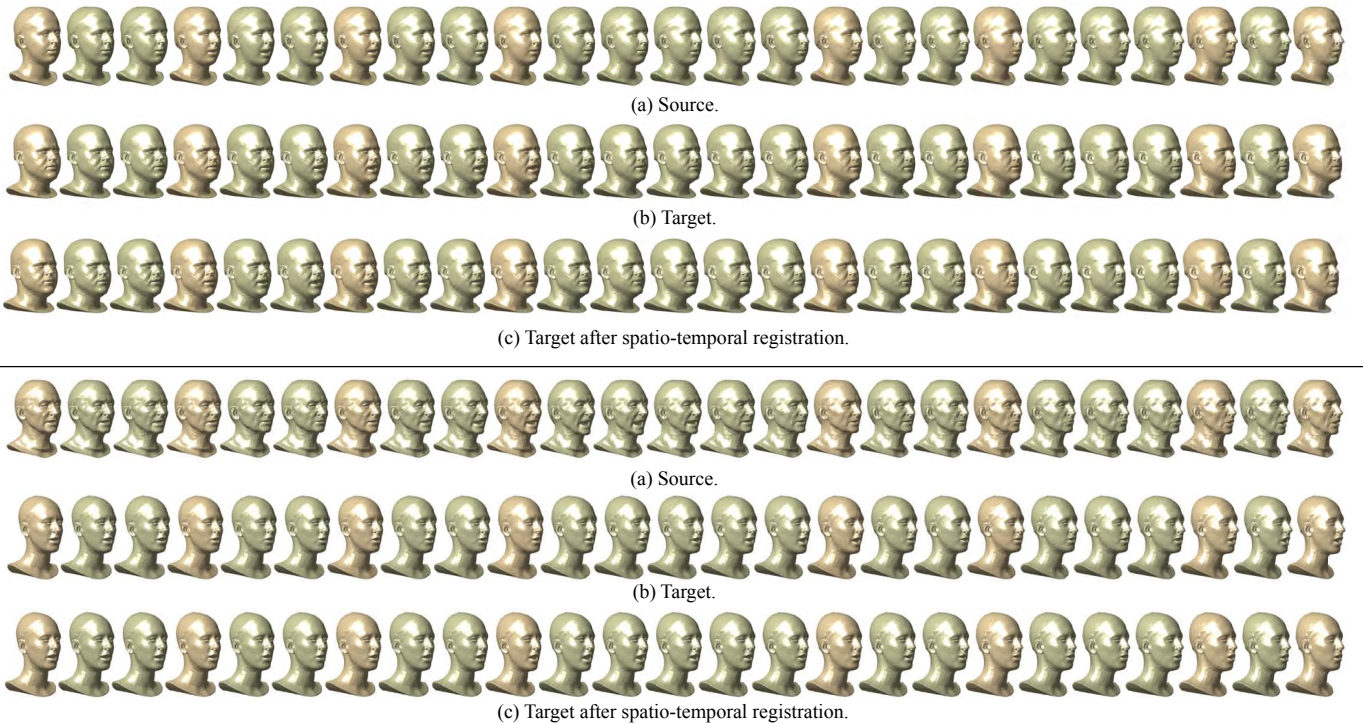 (a) Source.
(b) Target.
(c) Target after spatio-temporal registration.
(a) Source.
(b) Target.
(c) Target after spatio-temporal registration.